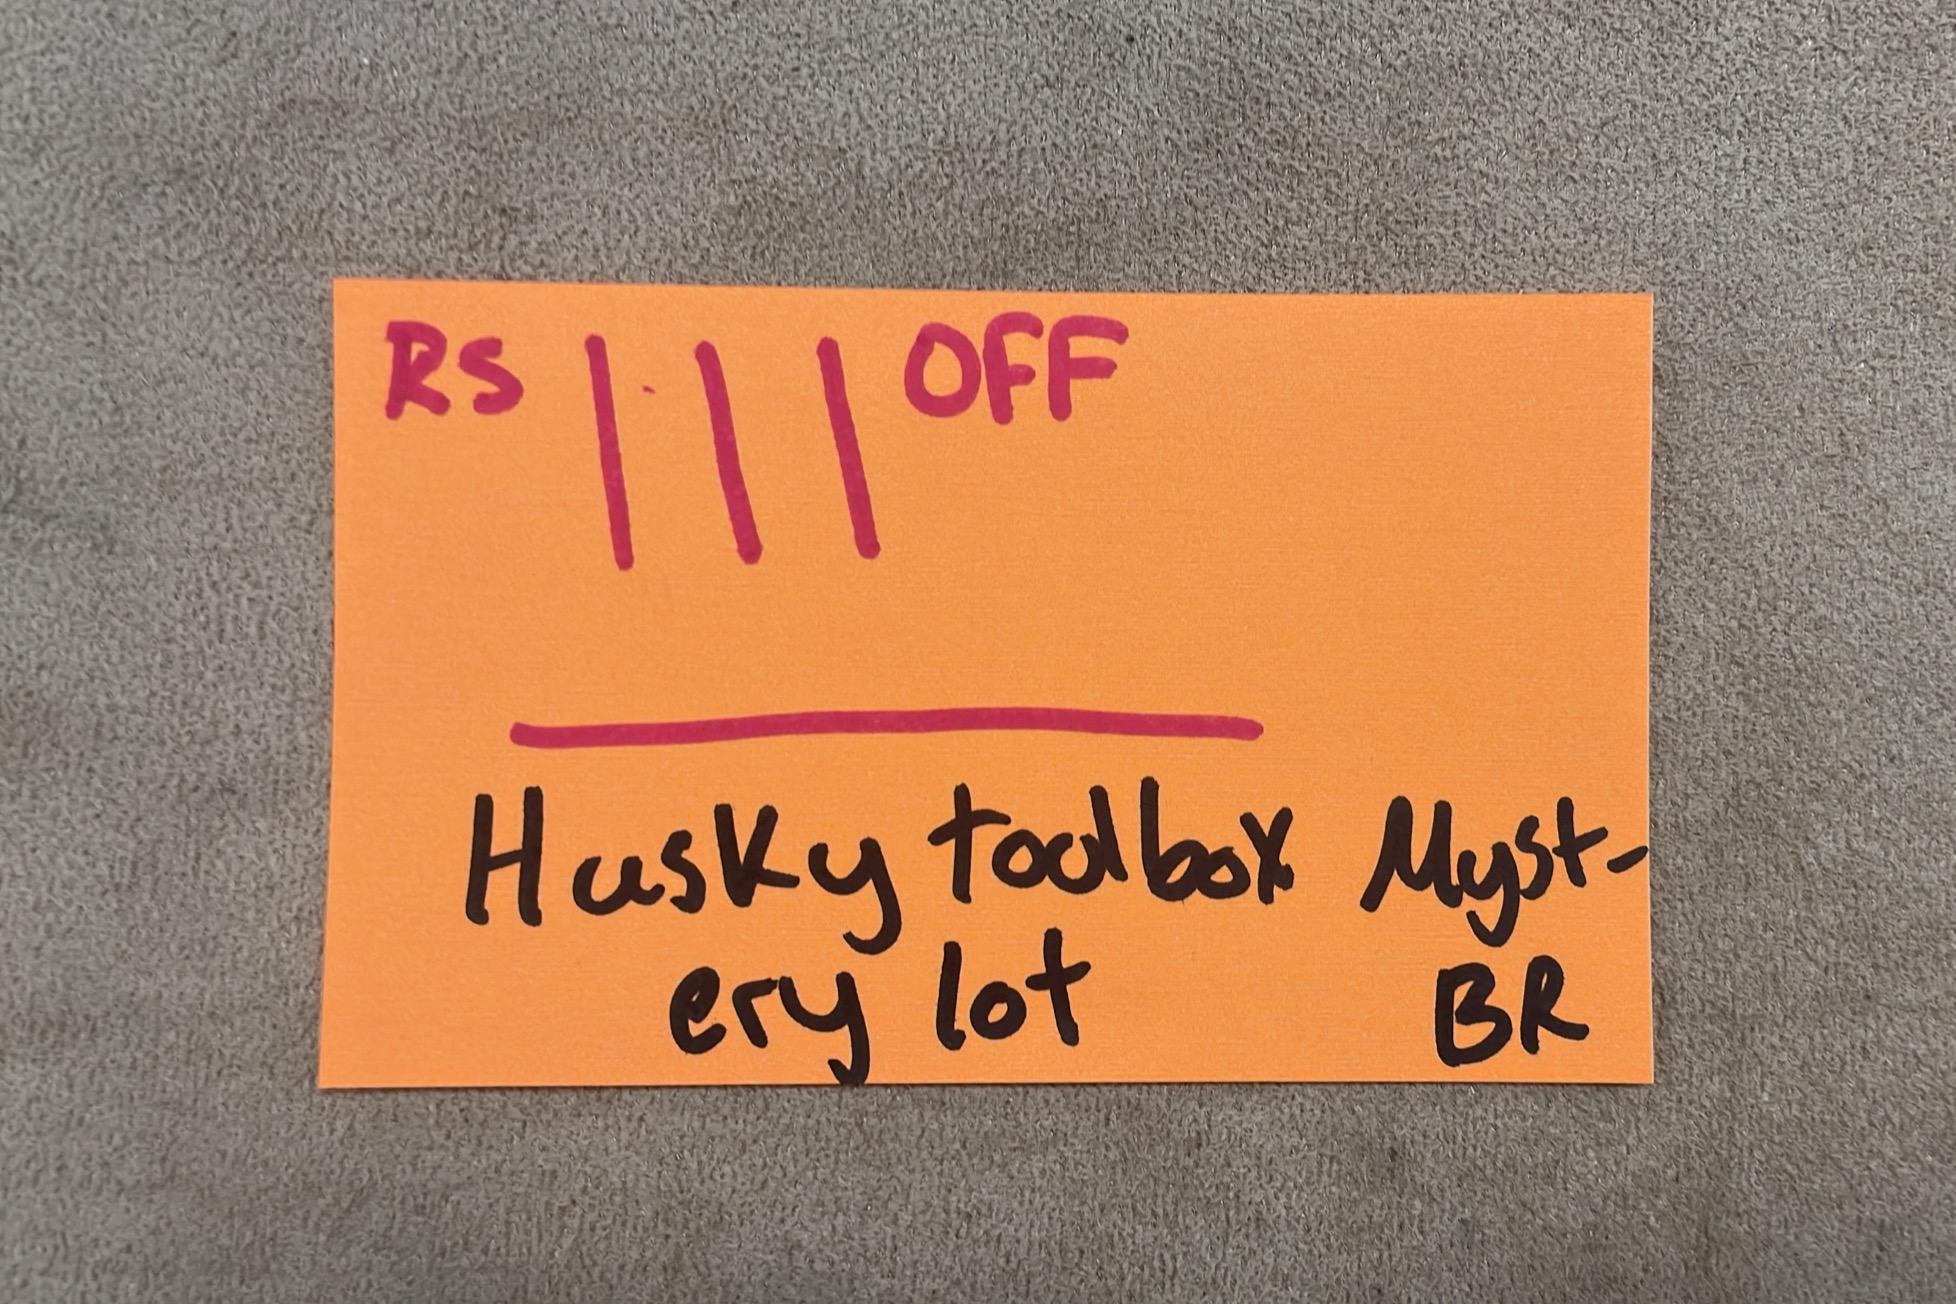 RS ||| OFF
Husky toolbox Myst-
ery lot BR